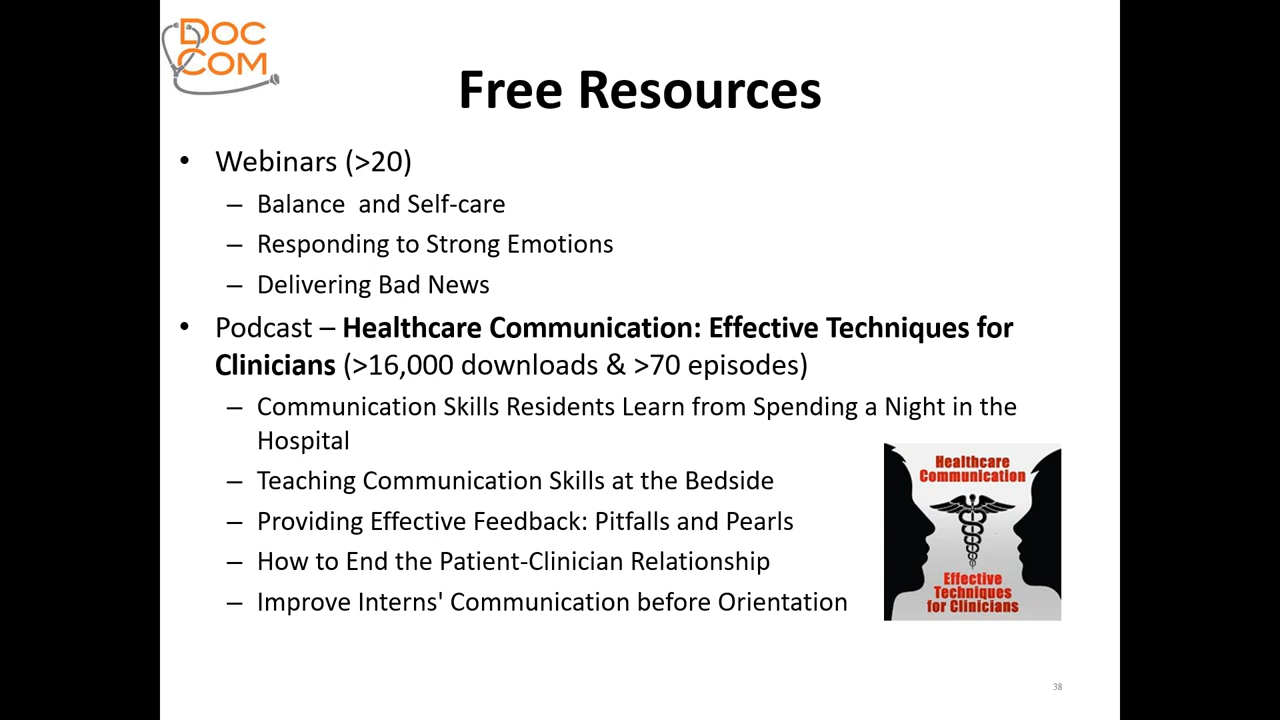 DOC
COM
Free Resources
• Webinars (>20)
– Balance  and Self-care
– Responding to Strong Emotions
– Delivering Bad News
• Podcast – Healthcare Communication: Effective Techniques for
Clinicians (>16,000 downloads & >70 episodes)
– Communication Skills Residents Learn from Spending a Night in the
Hospital
– Teaching Communication Skills at the Bedside
– Providing Effective Feedback: Pitfalls and Pearls
– How to End the Patient-Clinician Relationship
– Improve Interns' Communication before Orientation
Healthcare
Communication
Effective
Techniques
for Clinicians
38